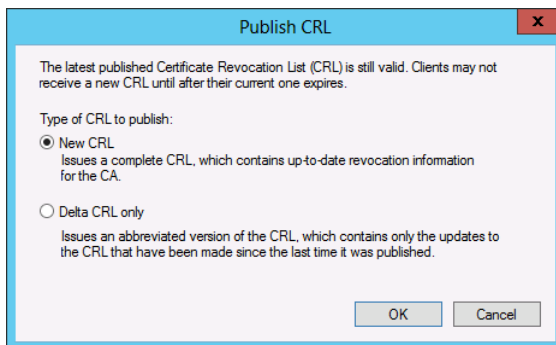 Publish CRL
x
The latest published Certificate Revocation List (CRL) is still valid. Clients may not
receive a new CRL until after their current one expires.
Type of CRL to publish:
New CRL
Issues a complete CRL, which contains up-to-date revocation information
for the CA.
Delta CRL only
Issues an abbreviated version of the CRL, which contains only the updates to
the CRL that have been made since the last time it was published.
OK Cancel